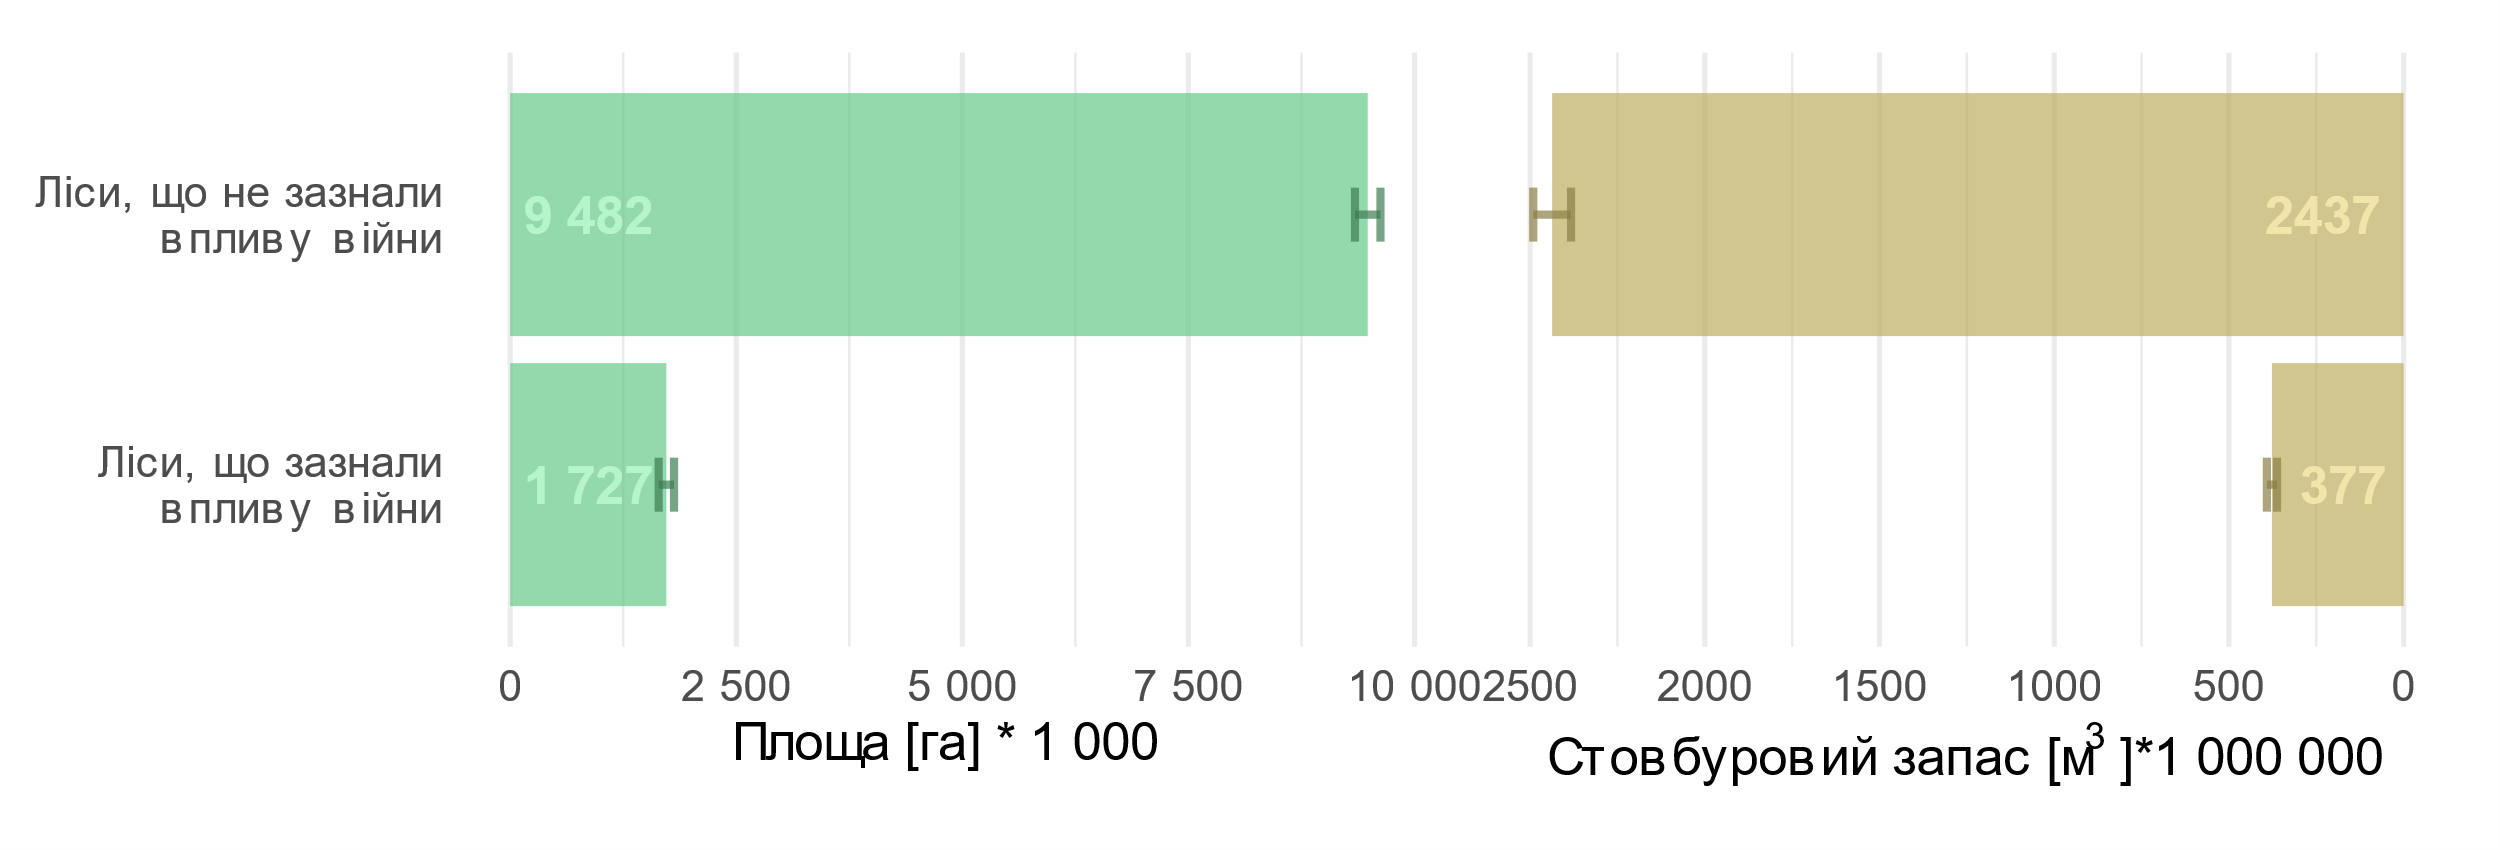 Ліси, що не зазнали
впливу війни
9 482
2437
Ліси, що зазнали
впливу війни
1 727
377
0 2 500 5 000 7 500 10 000
2500 2000 1500 1000 500 0
Площа [га] * 1 000
Стовбуровий запас [м³ ]*1 000 000